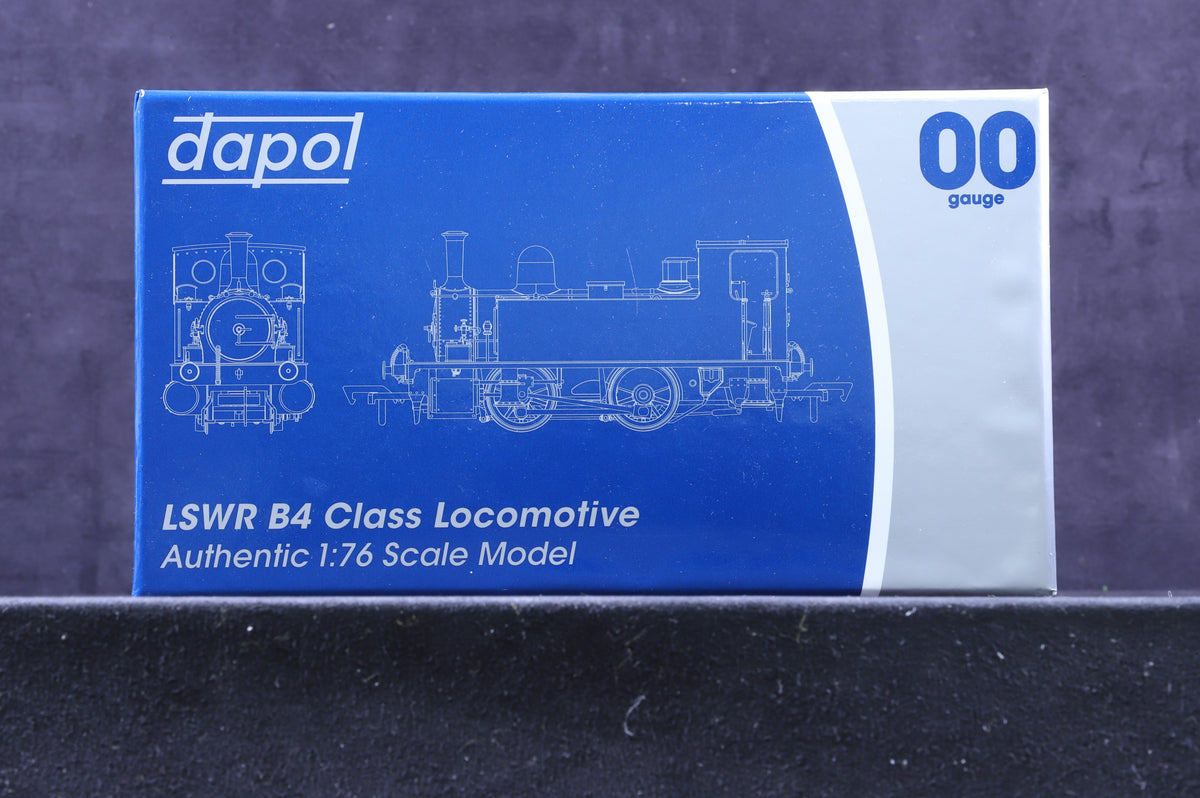 dapol
00
gauge
LSWR B4 Class Locomotive
Authentic 1:76 Scale Model